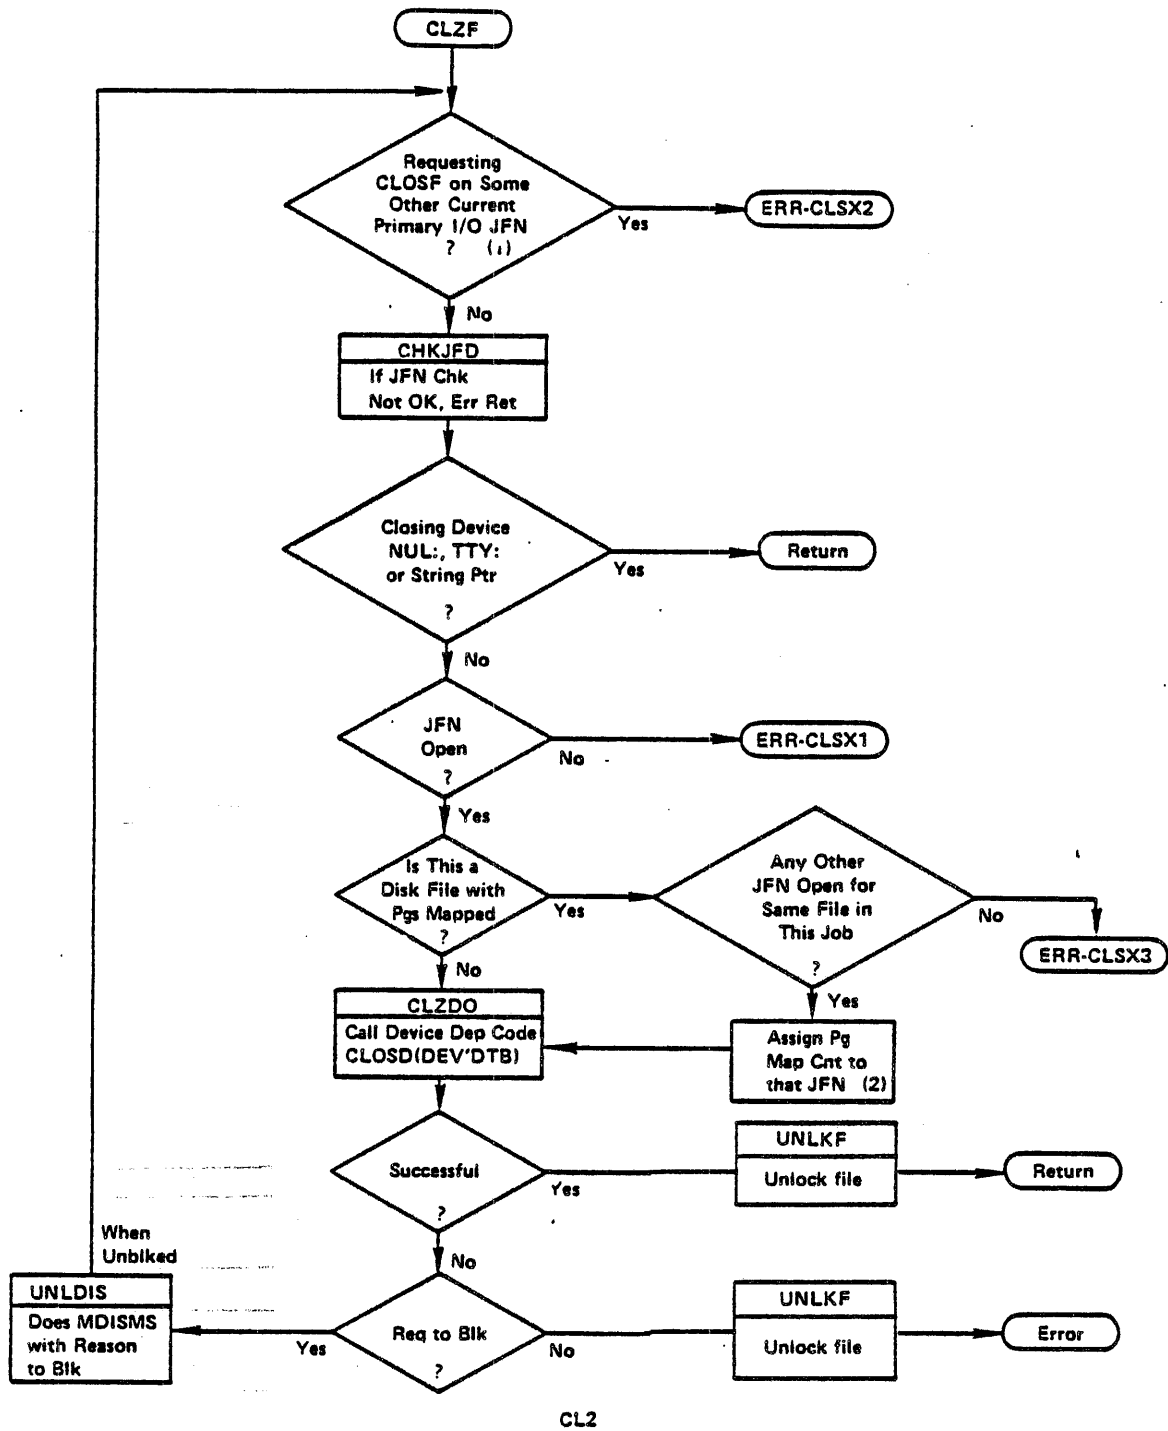 CLZF
Requesting
CLOSF on Some
Other Current
Primary I/O JFN
? (1)
Yes
ERR-CLSX2
No
CHKJFD
If JFN Chk
Not OK, Err Ret
Closing Device
NUL:, TTY:
or String Ptr
?
Yes
Return
No
JFN
Open
?
No
ERR-CLSX1
Yes
Is This a
Disk File with
Pgs Mapped
?
Yes
Any Other
JFN Open for
Same File in
This Job
?
No
ERR-CLSX3
Yes
Assign Pg
Map Cnt to
that JFN (2)
No
CLZDO
Call Device Dep Code
CLOSD(DEV'DTB)
Successful
?
Yes
UNLKF
Unlock file
Return
No
Req to Blk
?
No
UNLKF
Unlock file
Error
Yes
UNLDIS
Does MDISMS
with Reason
to Blk
When
Unblked
CL2